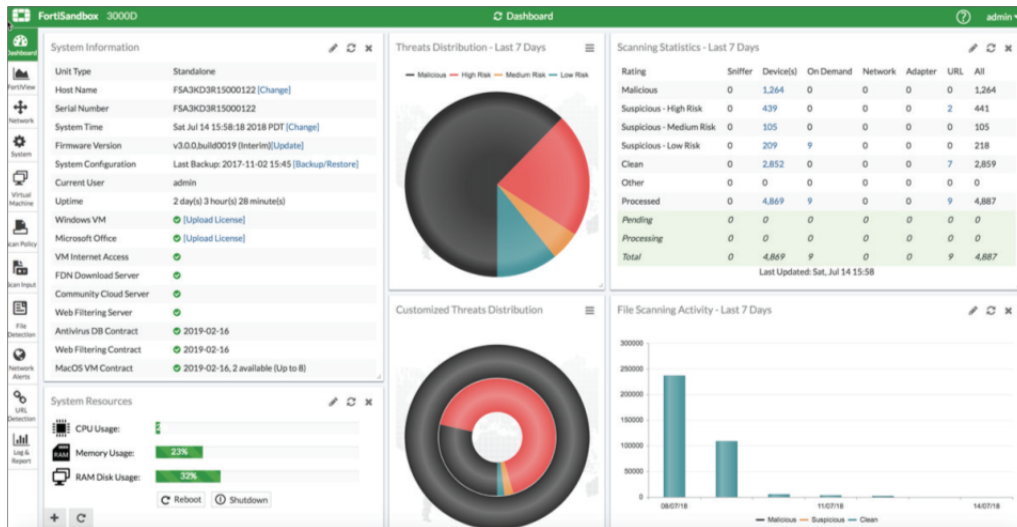 FortiSandbox 3000D
Dashboard
admin
Dashboard
FortiView
Network
System
Virtual
Machine
Scan Policy
Scan Input
File
Detection
Network
Alerts
URL
Detection
Log &
Report
System Information
Unit Type Standalone
Host Name FSA3KD3R15000122 [Change]
Serial Number FSA3KD3R15000122
System Time Sat Jul 14 15:58:18 2018 PDT [Change]
Firmware Version v3.0.0,build0019 (Interim)[Update]
System Configuration Last Backup: 2017-11-02 15:45 [Backup/Restore]
Current User admin
Uptime 2 day(s) 3 hour(s) 28 minute(s)
Windows VM [Upload License]
Microsoft Office [Upload License]
VM Internet Access
FDN Download Server
Community Cloud Server
Web Filtering Server
Antivirus DB Contract 2019-02-16
Web Filtering Contract 2019-02-16
MacOS VM Contract 2019-02-16, 2 available (Up to 8)
System Resources
CPU Usage:
RAM Memory Usage: 23%
RAM Disk Usage: 32%
Reboot Shutdown
Threats Distribution - Last 7 Days
Malicious High Risk Medium Risk Low Risk
Customized Threats Distribution
Scanning Statistics - Last 7 Days
Rating Sniffer Device(s) On Demand Network Adapter URL All
Malicious 0 1,264 0 0 0 0 1,264
Suspicious - High Risk 0 439 0 0 0 2 441
Suspicious - Medium Risk 0 105 0 0 0 0 105
Suspicious - Low Risk 0 209 9 0 0 0 218
Clean 0 2,852 0 0 0 7 2,859
Other 0 0 0 0 0 0 0
Processed 0 4,869 9 0 0 9 4,887
Pending 0 0 0 0 0 0 0
Processing 0 0 0 0 0 0 0
Total 0 4,869 9 0 0 9 4,887
Last Updated: Sat, Jul 14 15:58
File Scanning Activity - Last 7 Days
300000
250000
200000
150000
100000
50000
0
08/07/18 11/07/18 14/07/18
Malicious Suspicious Clean